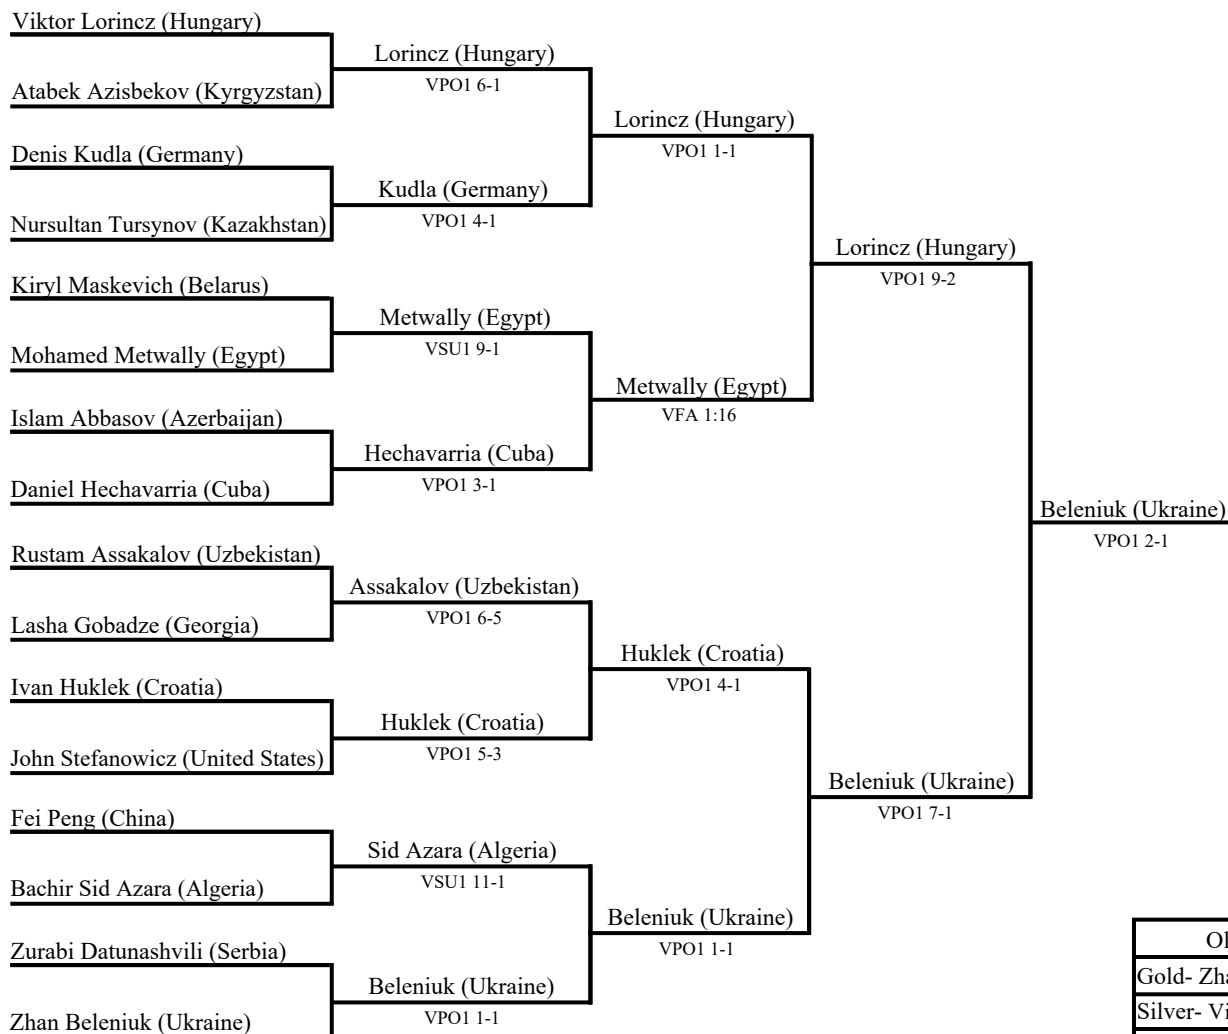 Viktor Lorincz (Hungary)
Lorincz (Hungary)
VPO1 6-1
Atabek Azisbekov (Kyrgyzstan)
Lorincz (Hungary)
VPO1 1-1
Denis Kudla (Germany)
Kudla (Germany)
VPO1 4-1
Nursultan Tursynov (Kazakhstan)
Lorincz (Hungary)
VPO1 9-2
Kiryl Maskevich (Belarus)
Metwally (Egypt)
VSU1 9-1
Mohamed Metwally (Egypt)
Metwally (Egypt)
VFA 1:16
Islam Abbasov (Azerbaijan)
Hechavarria (Cuba)
VPO1 3-1
Daniel Hechavarria (Cuba)
Beleniuk (Ukraine)
VPO1 2-1
Rustam Assakalov (Uzbekistan)
Assakalov (Uzbekistan)
VPO1 6-5
Lasha Gobadze (Georgia)
Huklek (Croatia)
VPO1 4-1
Ivan Huklek (Croatia)
Huklek (Croatia)
VPO1 5-3
John Stefanowicz (United States)
Beleniuk (Ukraine)
VPO1 7-1
Fei Peng (China)
Sid Azara (Algeria)
VSU1 11-1
Bachir Sid Azara (Algeria)
Beleniuk (Ukraine)
VPO1 1-1
Zurabi Datunashvili (Serbia)
Beleniuk (Ukraine)
VPO1 1-1
Zhan Beleniuk (Ukraine)
Gold- Zha
Silver- Vi